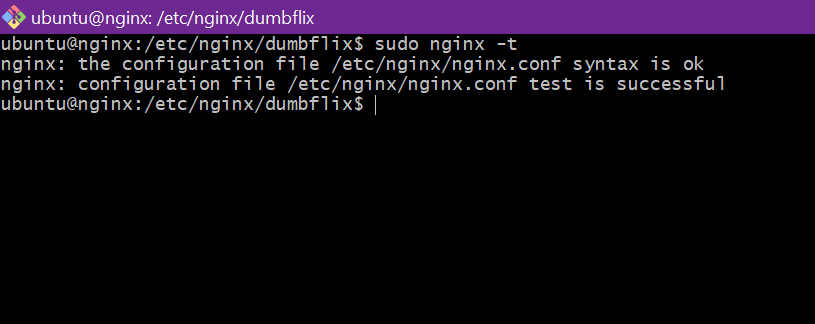 ubuntu@nginx: /etc/nginx/dumbflix
ubuntu@nginx:/etc/nginx/dumbflix$ sudo nginx -t
nginx: the configuration file /etc/nginx/nginx.conf syntax is ok
nginx: configuration file /etc/nginx/nginx.conf test is successful
ubuntu@nginx:/etc/nginx/dumbflix$